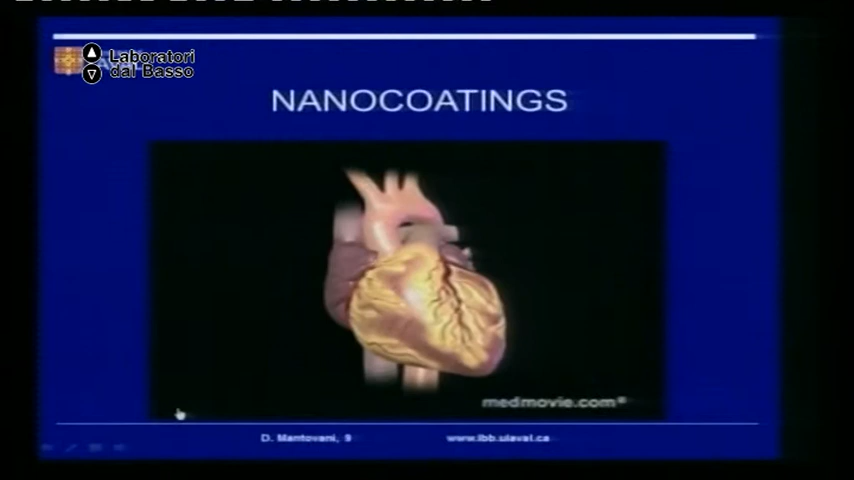 Laboratori
dal Basso
NANOCOATINGS
medmovie.com®
D. Mantovani, 9
www.lbb.ulaval.ca